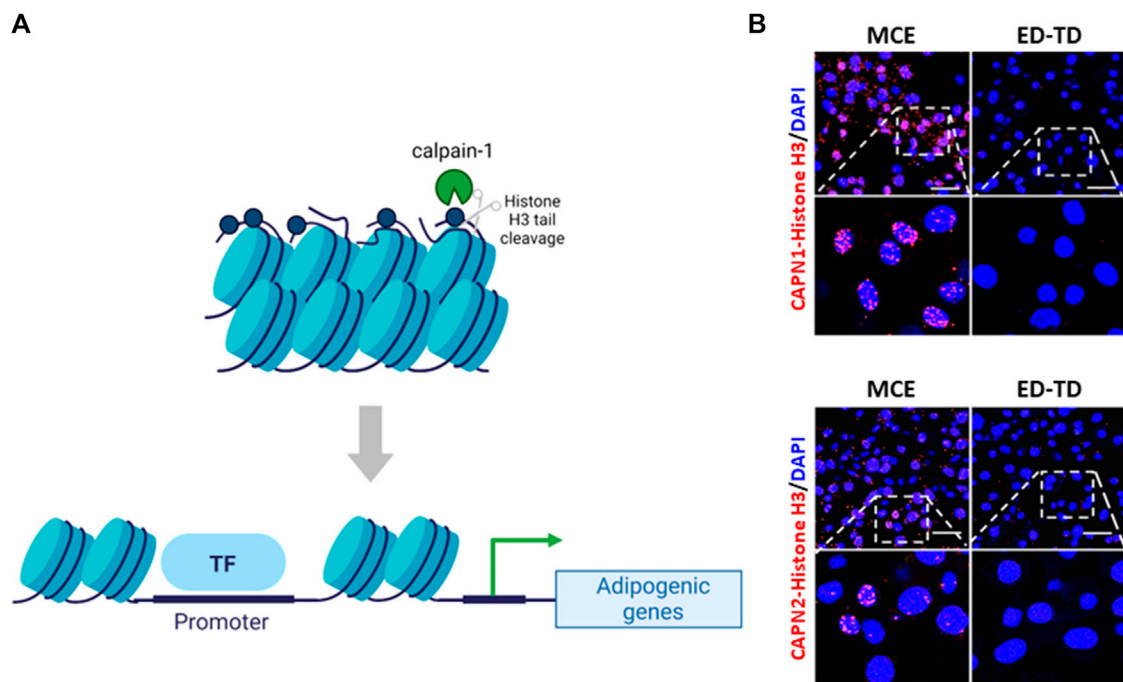 A
calpain-1
Histone
H3 tail
cleavage
TF
Promoter
Adipogenic
genes
B
MCE
ED-TD
CAPN1-Histone H3/DAPI
MCE
ED-TD
CAPN2-Histone H3/DAPI